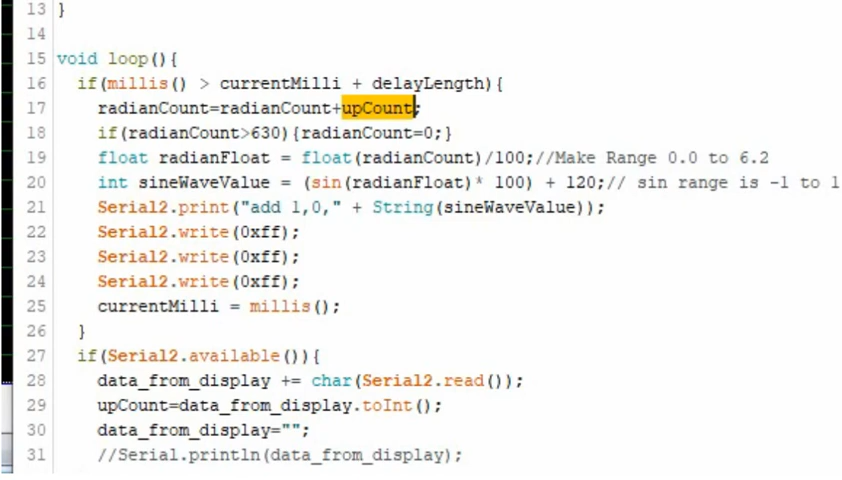 13 }
14
15 void loop(){
16 if(millis() > currentMilli + delayLength){
17 radianCount=radianCount+upCount;
18 if(radianCount>630){radianCount=0;}
19 float radianFloat = float(radianCount)/100;//Make Range 0.0 to 6.2
20 int sineWaveValue = (sin(radianFloat)* 100) + 120;// sin range is -1 to 1
21 Serial2.print("add 1,0," + String(sineWaveValue));
22 Serial2.write(0xff);
23 Serial2.write(0xff);
24 Serial2.write(0xff);
25 currentMilli = millis();
26 }
27 if(Serial2.available()){
28 data_from_display += char(Serial2.read());
29 upCount=data_from_display.toInt();
30 data_from_display="";
31 //Serial.println(data_from_display);